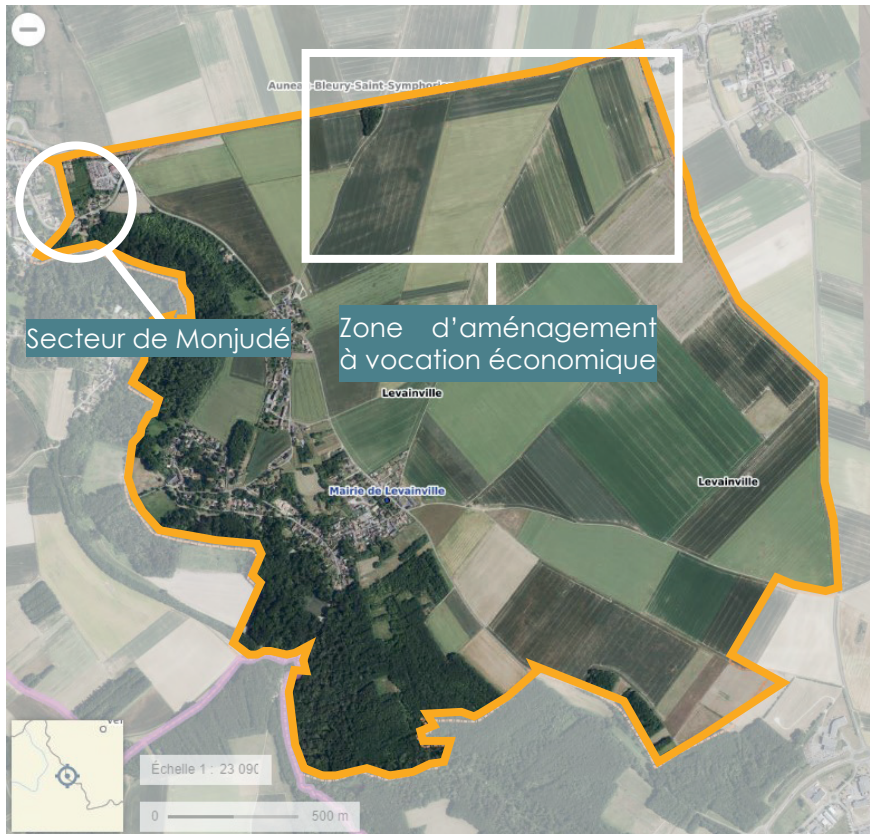 Auneau-Bleury-Saint-Symphorien
Secteur de Monjudé
Zone d'aménagement
à vocation économique
Levainville
Mairie de Levainville
Levainville
Échelle 1 : 23 090
0 500 m